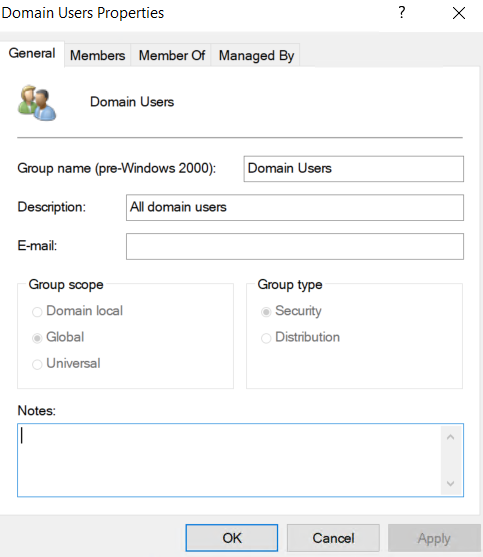 Domain Users Properties ? ×
General Members Member Of Managed By
Domain Users
Group name (pre-Windows 2000): Domain Users
Description: All domain users
E-mail:
Group scope Group type
Domain local Security
Global Distribution
Universal
Notes:
OK Cancel Apply